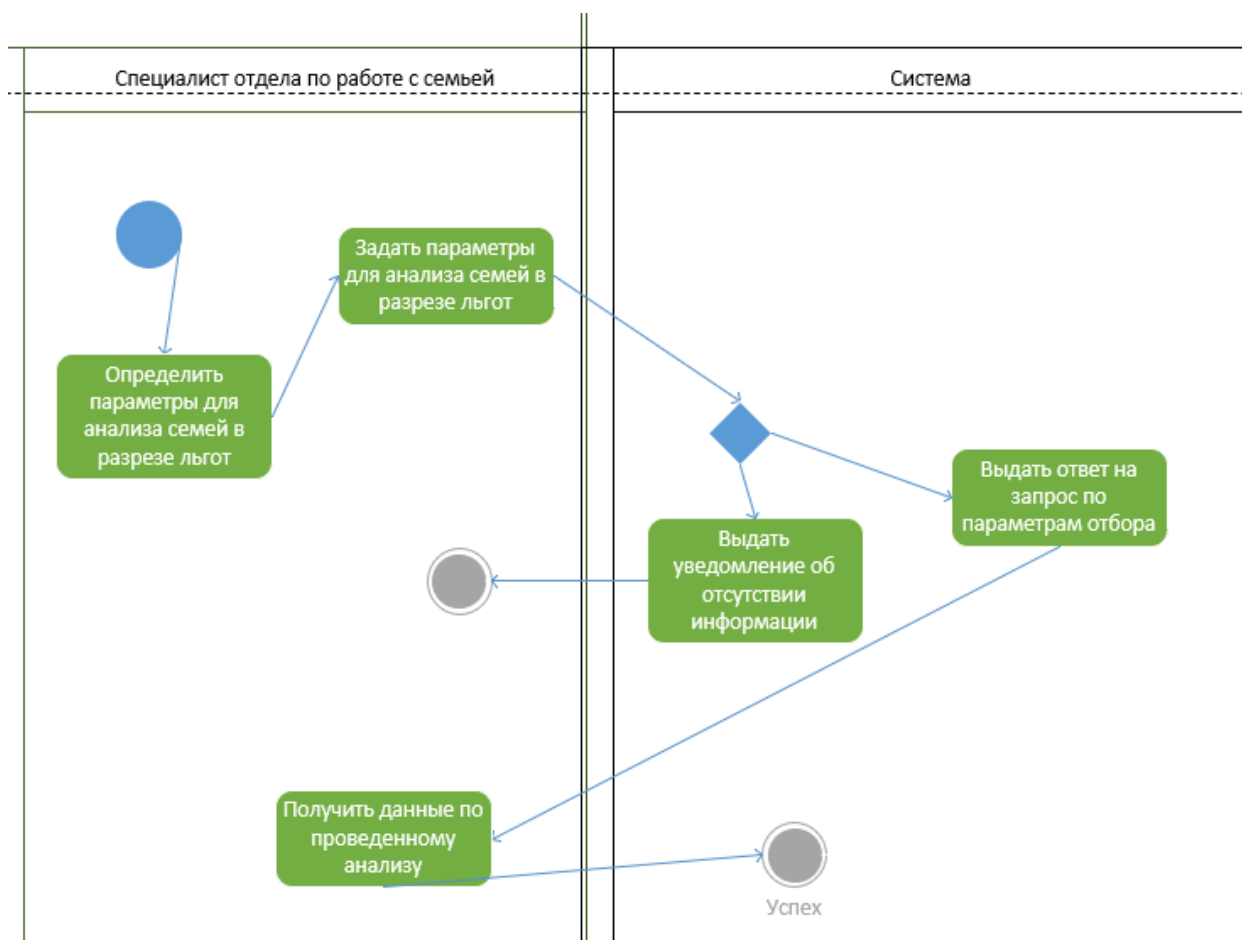 Специалист отдела по работе с семьей
Система
Задать параметры
для анализа семей в
разрезе льгот
Определить
параметры для
анализа семей в
разрезе льгот
Выдать ответ на
запрос по
параметрам отбора
Выдать
уведомление об
отсутствии
информации
Получить данные по
проведенному
анализу
Успех